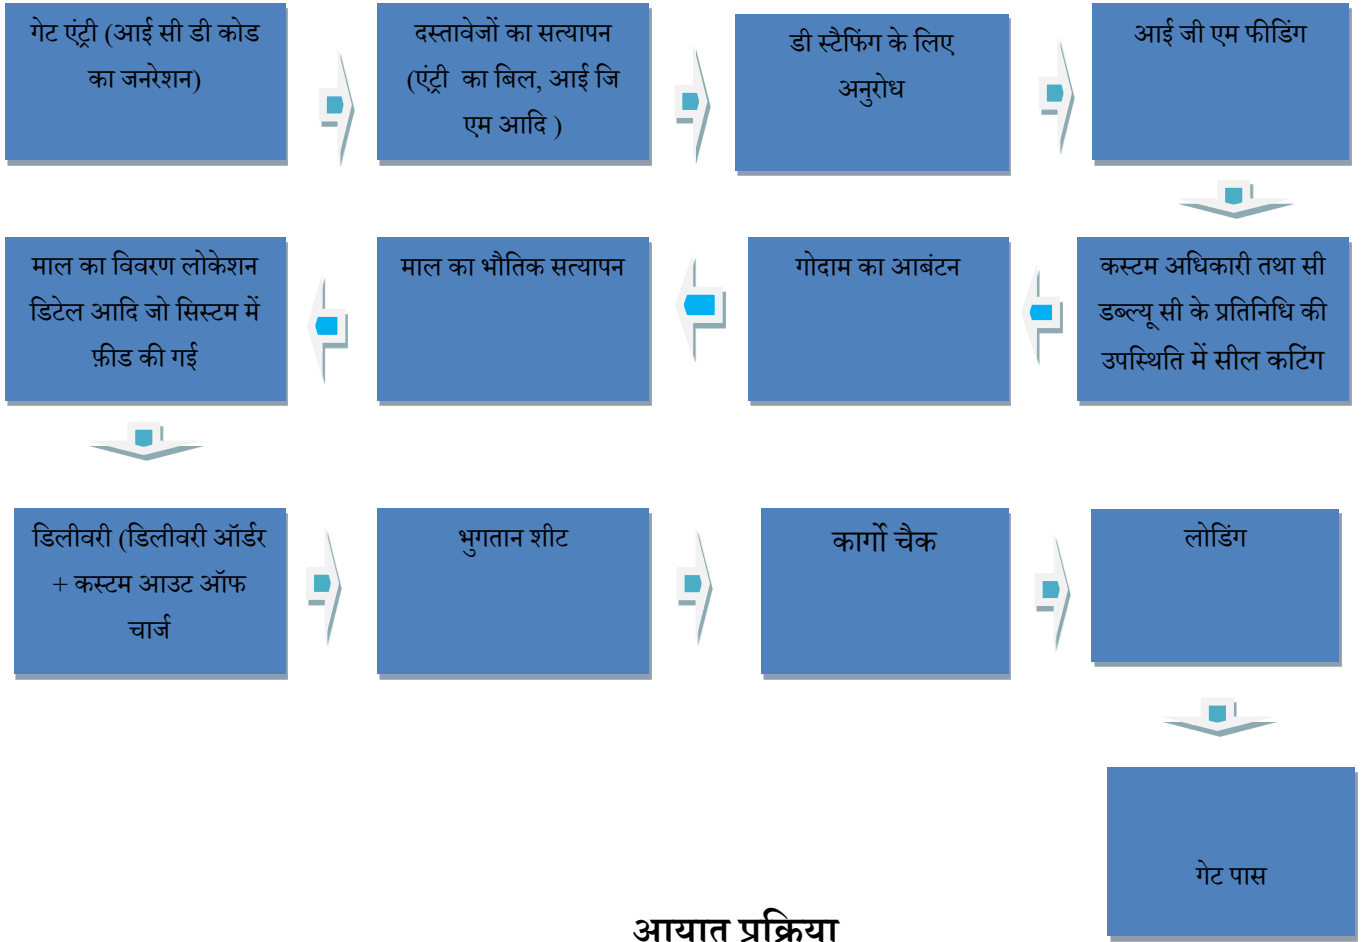 गेट एंट्री (आई सी डी कोड
का जनरेशन)
दस्तावेजों का सत्यापन
(एंट्री का बिल, आई जि
एम आदि )
डी स्टैफिंग के लिए
अनुरोध
आई जी एम फीडिंग
कस्टम अधिकारी तथा सी
डब्ल्यू सी के प्रतिनिधि की
उपस्थिति में सील कटिंग
गोदाम का आबंटन
माल का भौतिक सत्यापन
माल का विवरण लोकेशन
डिटेल आदि जो सिस्टम में
फ़ीड की गई
डिलीवरी (डिलीवरी ऑर्डर
+ कस्टम आउट ऑफ
चार्ज
भुगतान शीट
कार्गो चैक
लोडिंग
गेट पास
आयात प्रक्रिया